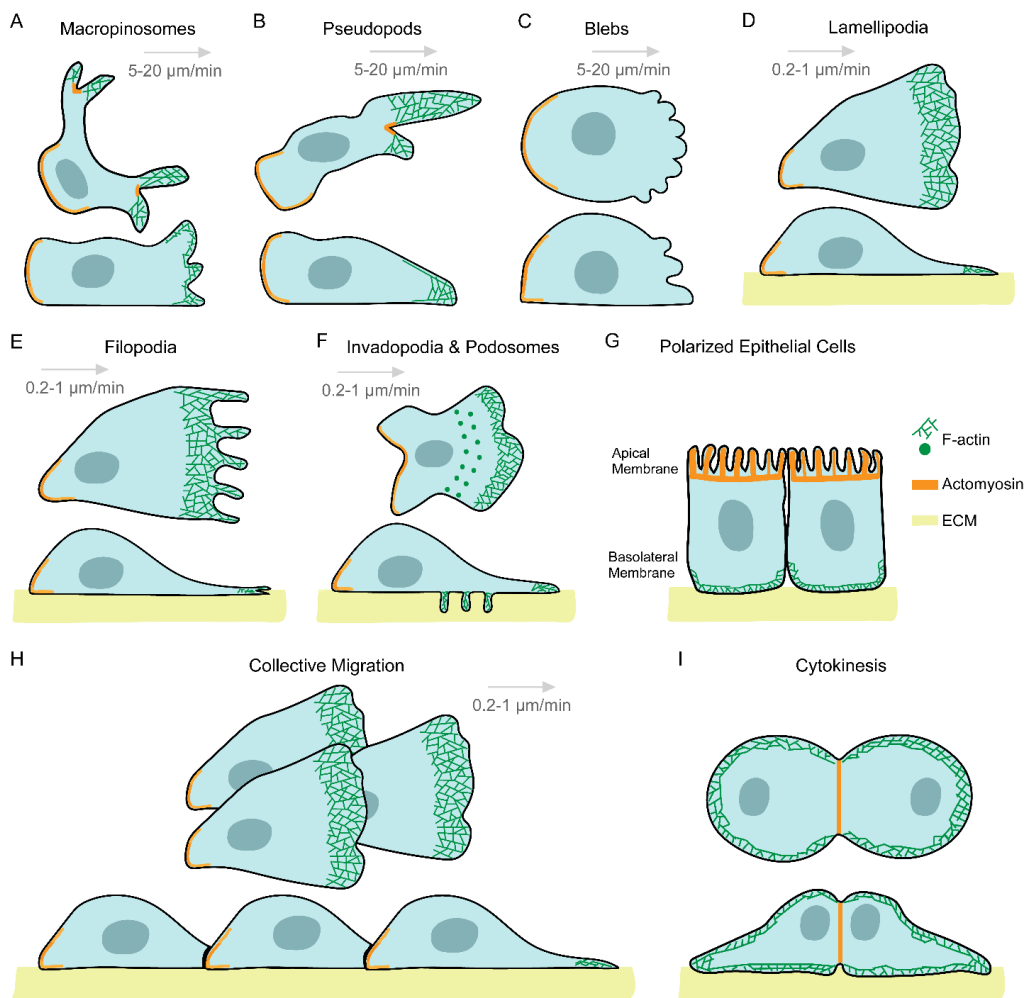 A
Macropinosomes
5-20 µm/min
B
Pseudopods
5-20 µm/min
C
Blebs
5-20 µm/min
D
Lamellipodia
0.2-1 µm/min
E
Filopodia
0.2-1 µm/min
F
Invadopodia & Podosomes
0.2-1 µm/min
G
Polarized Epithelial Cells
Apical
Membrane
Basolateral
Membrane
F-actin
Actomyosin
ECM
H
Collective Migration
0.2-1 µm/min
I
Cytokinesis